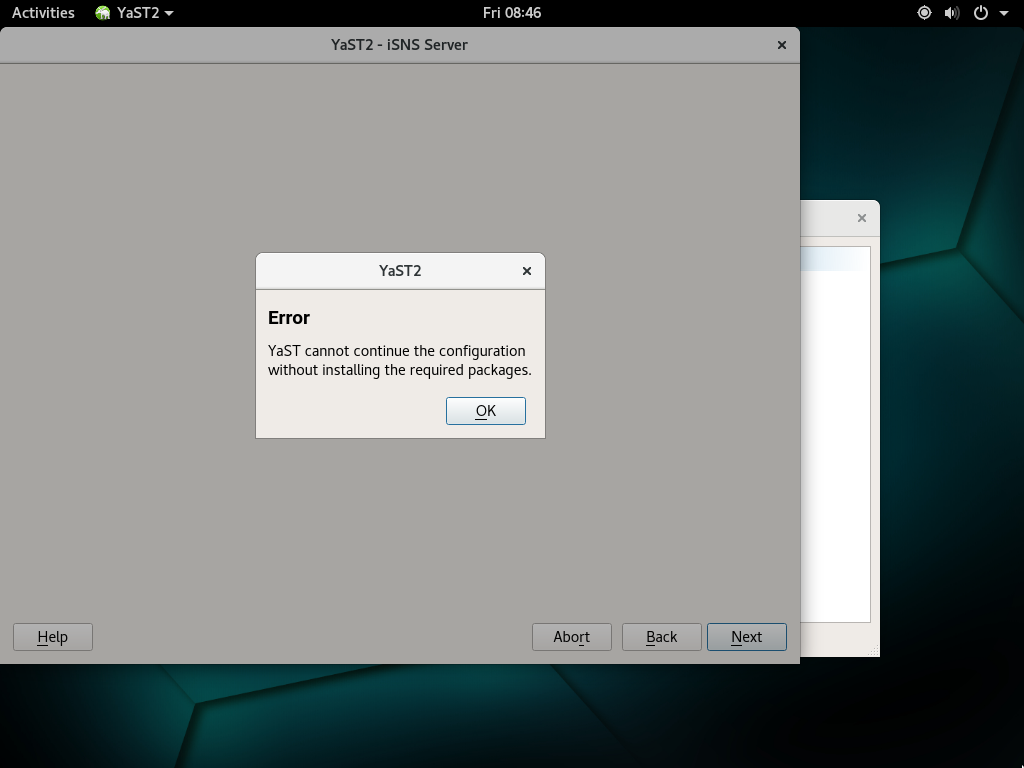 Activities
YaST2
Fri 08:46
YaST2 - iSNS Server
YaST2
Error
YaST cannot continue the configuration
without installing the required packages.
OK
Help
Abort
Back
Next